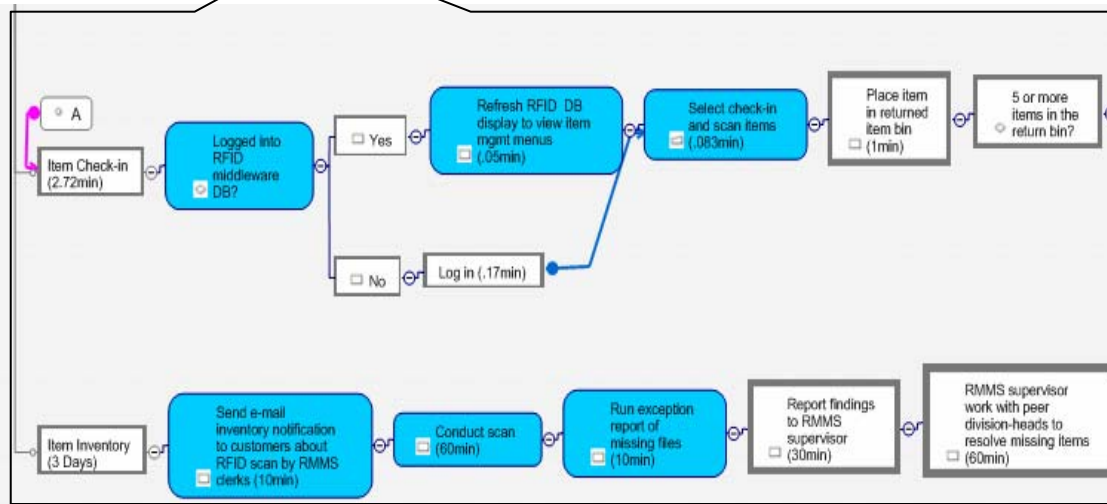 A
Item Check-in
(2.72min)
Logged into
RFID
middleware
DB?
Yes
Refresh RFID DB
display to view item
mgmt menus
(.05min)
Select check-in
and scan items
(.083min)
Place item
in returned
item bin
(1min)
5 or more
items in the
return bin?
No
Log in (.17min)
Item Inventory
(3 Days)
Send e-mail
inventory notification
to customers about
RFID scan by RMMS
clerks (10min)
Conduct scan
(60min)
Run exception
report of
missing files
(10min)
Report findings
to RMMS
supervisor
(30min)
RMMS supervisor
work with peer
division-heads to
resolve missing items
(60min)